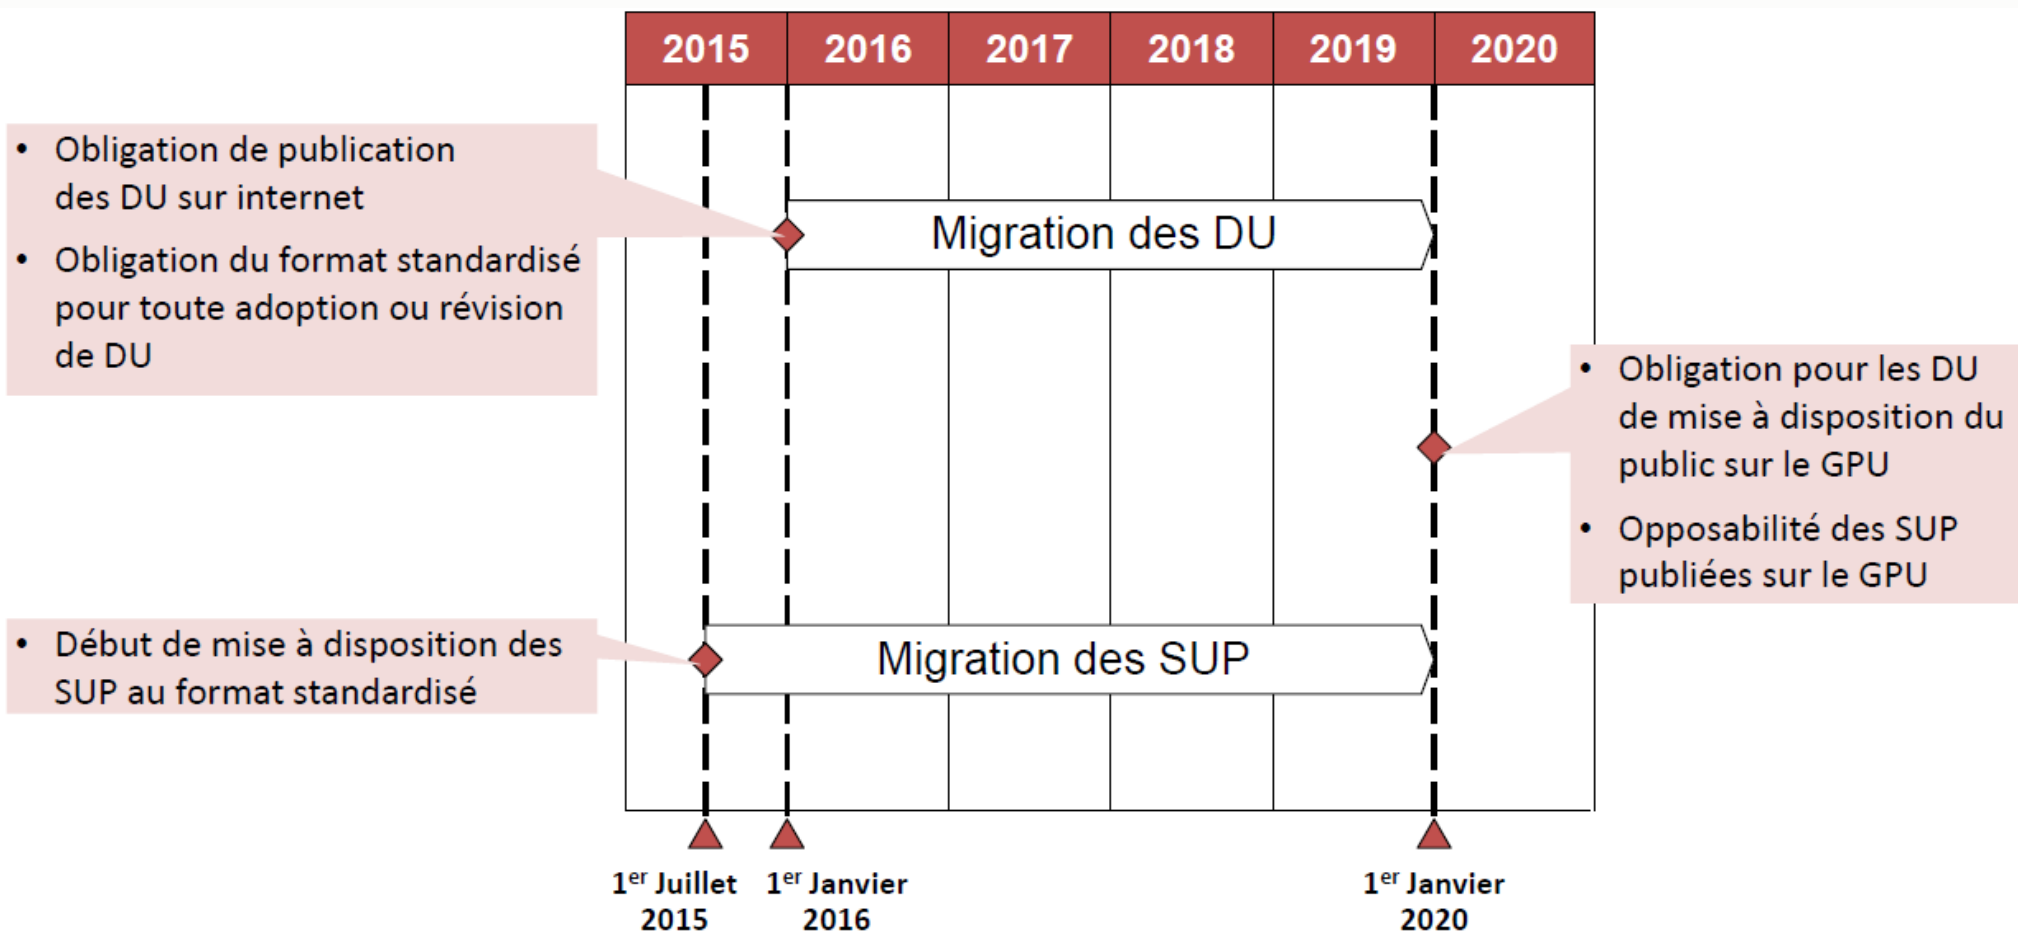 2015 2016 2017 2018 2019 2020
• Obligation de publication
des DU sur internet
• Obligation du format standardisé
pour toute adoption ou révision
de DU
Migration des DU
• Obligation pour les DU
de mise à disposition du
public sur le GPU
• Opposabilité des SUP
publiées sur le GPU
• Début de mise à disposition des
SUP au format standardisé
Migration des SUP
1er Juillet
2015
1er Janvier
2016
1er Janvier
2020